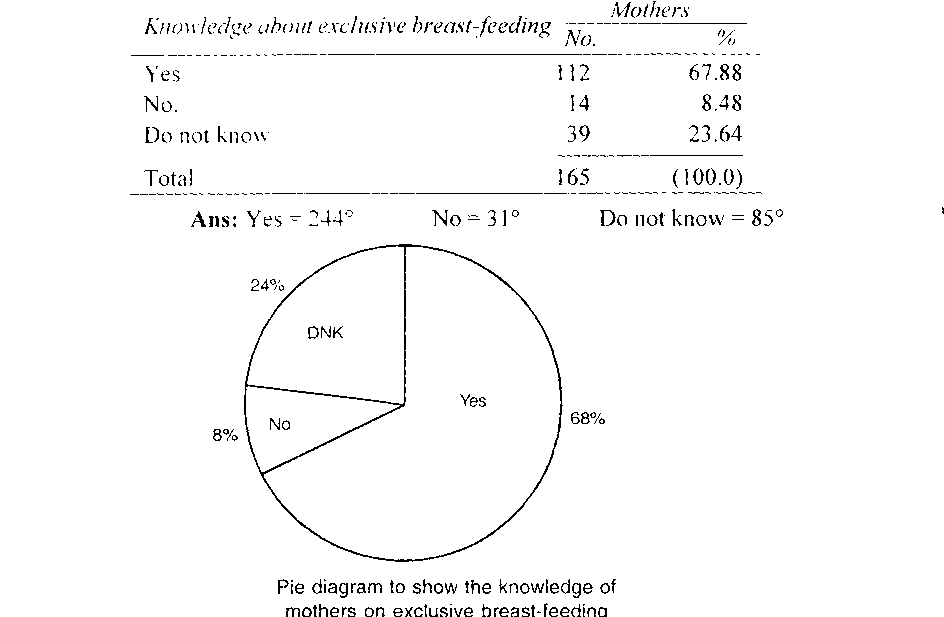 Mothers
Knowledge about exclusive breast-feeding No. %
Yes 112 67.88
No. 14 8.48
Do not know 39 23.64
Total 165 (100.0)
Ans: Yes = 244° No = 31° Do not know = 85°
24%
DNK
Yes
68%
No
8%
Pie diagram to show the knowledge of
mothers on exclusive breast-feeding